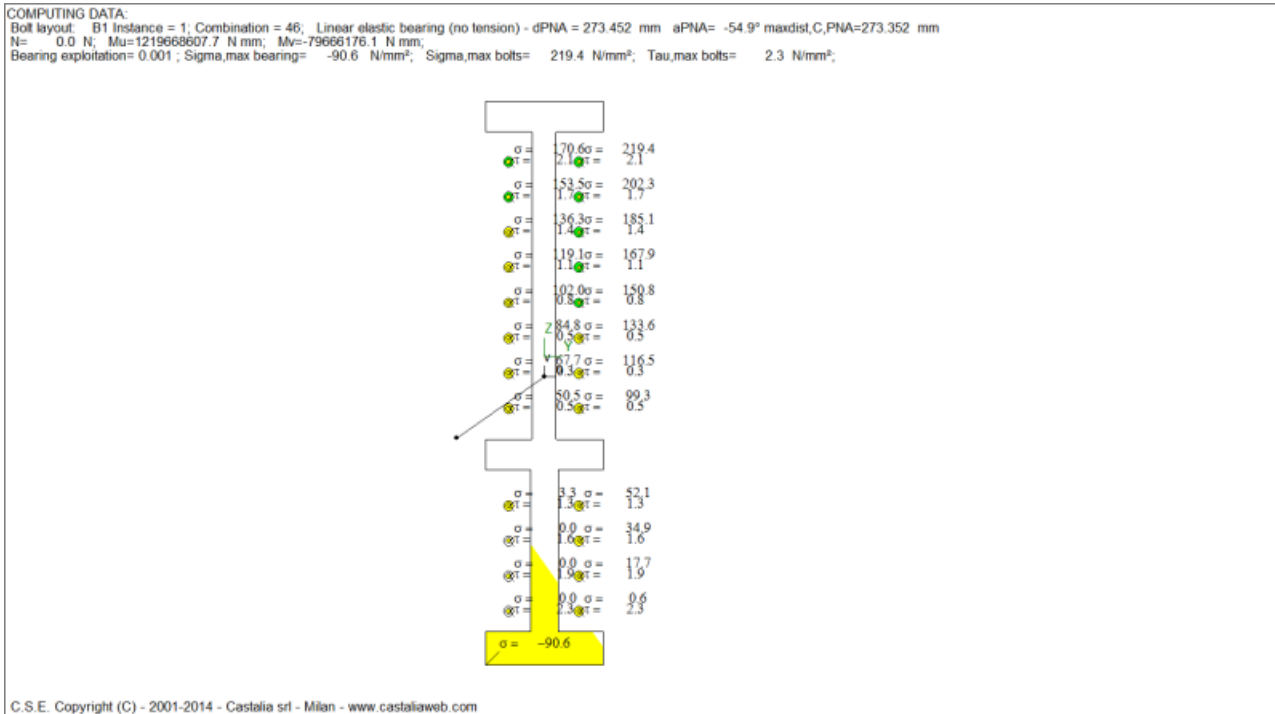 COMPUTING DATA:
Bolt layout: B1 Instance = 1; Combination = 46; Linear elastic bearing (no tension) - dPNA = 273.452 mm aPNA= -54.9° maxdist,C,PNA=273.352 mm
N= 0.0 N; Mu=1219668607.7 N mm; Mv=-79666176.1 N mm;
Bearing exploitation= 0.001 ; Sigma,max bearing= -90.6 N/mm²; Sigma,max bolts= 219.4 N/mm²; Tau,max bolts= 2.3 N/mm²;
σ = 170.6 σ = 219.4
τ = 2.1 τ = 2.1
σ = 153.5 σ = 202.3
τ = 1.7 τ = 1.7
σ = 136.3 σ = 185.1
τ = 1.4 τ = 1.4
σ = 119.1 σ = 167.9
τ = 1.1 τ = 1.1
σ = 102.0 σ = 150.8
τ = 0.8 τ = 0.8
σ = 84.8 σ = 133.6
Z
τ = 0.5 τ = 0.5
Y
σ = 67.7 σ = 116.5
τ = 0.3 τ = 0.3
σ = 50.5 σ = 99.3
τ = 0.5 τ = 0.5
σ = 3.3 σ = 52.1
τ = 1.3 τ = 1.3
σ = 0.0 σ = 34.9
τ = 1.6 τ = 1.6
σ = 0.0 σ = 17.7
τ = 1.9 τ = 1.9
σ = 0.0 σ = 0.6
τ = 2.3 τ = 2.3
σ = -90.6
C.S.E. Copyright (C) - 2001-2014 - Castalia srl - Milan - www.castaliaweb.com